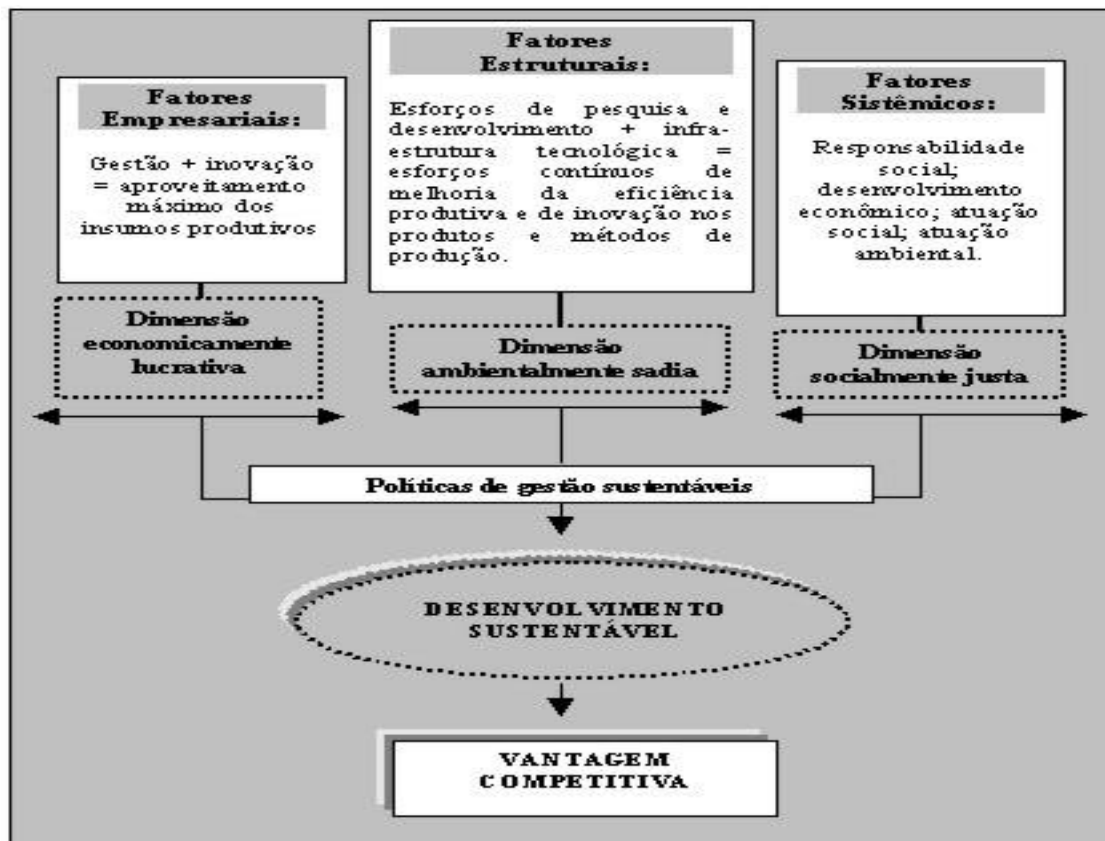 Fatores
Empresariais:
Gestão + inovação
= aproveitamento
máximo dos
insumos produtivos
Dimensão
economicamente
lucrativa
Fatores
Estruturais:
Esforços de pesquisa e
desenvolvimento + infra-
estrutura tecnológica =
esforços contínuos de
melhoria da eficiência
produtiva e de inovação nos
produtos e métodos de
produção.
Dimensão
ambientalmente sadia
Fatores
Sistêmicos:
Responsabilidade
social;
desenvolvimento
econômico; atuação
social; atuação
ambiental.
Dimensão
socialmente justa
Políticas de gestão sustentáveis
DESENVOLVIMENTO
SUSTENTÁVEL
VANTAGEM
COMPETITIVA